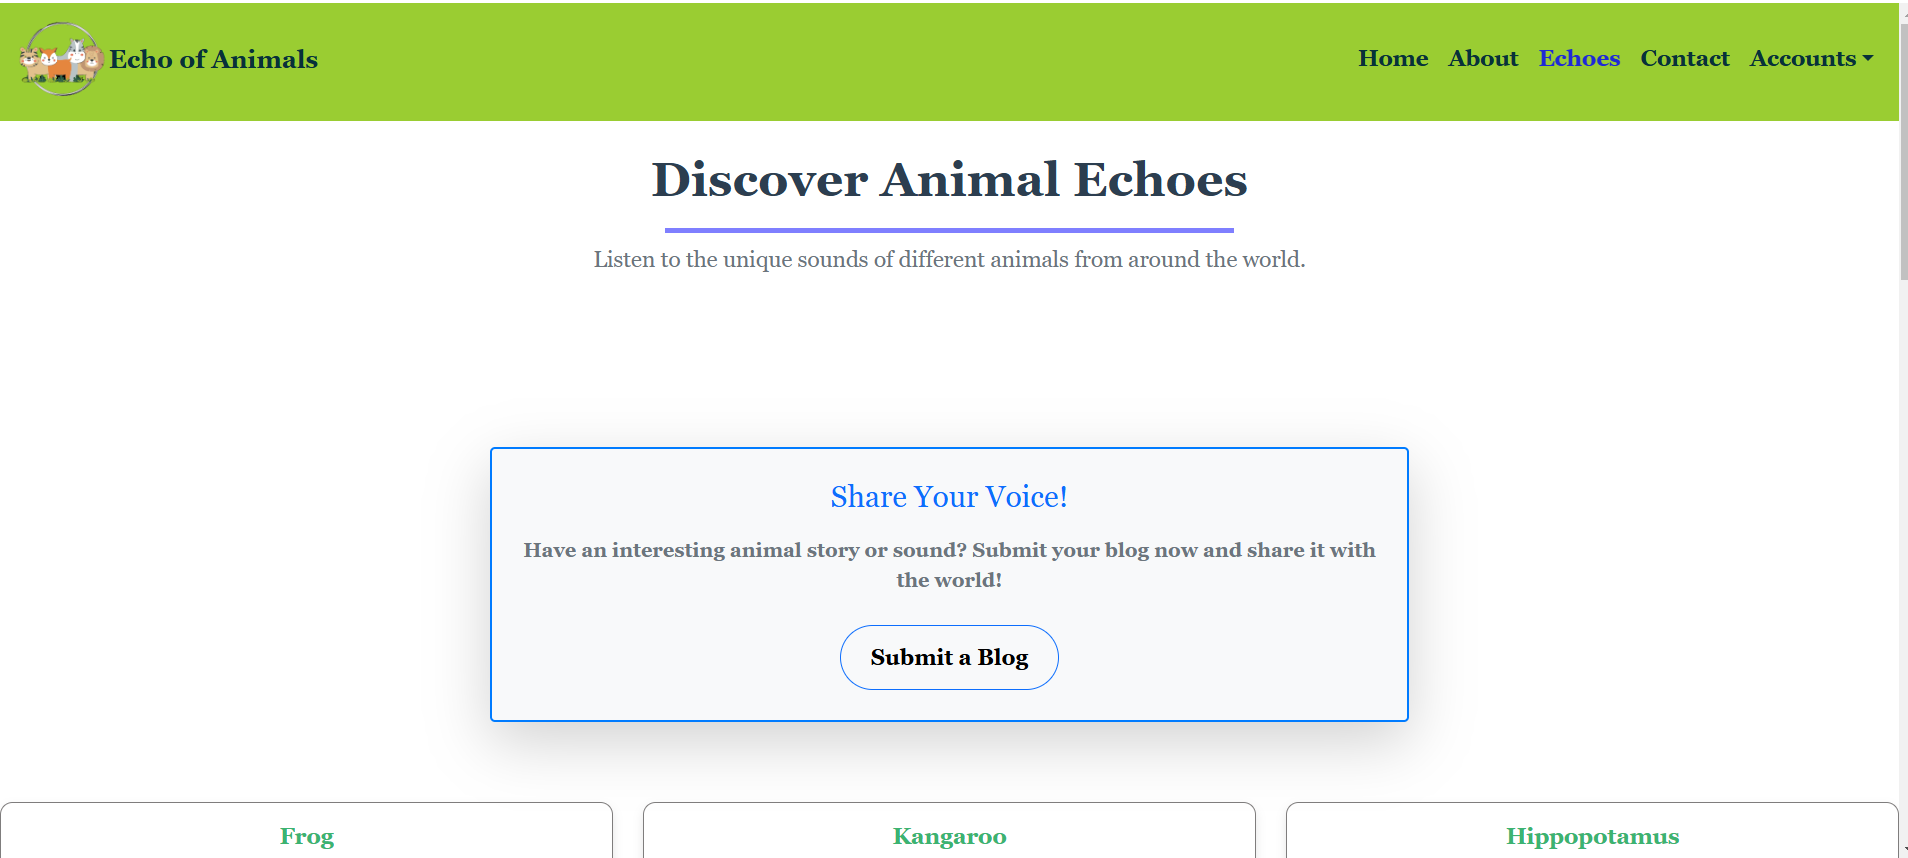 Echo of Animals
Home About Echoes Contact Accounts
Discover Animal Echoes
Listen to the unique sounds of different animals from around the world.
Share Your Voice!
Have an interesting animal story or sound? Submit your blog now and share it with
the world!
Submit a Blog
Frog
Kangaroo
Hippopotamus